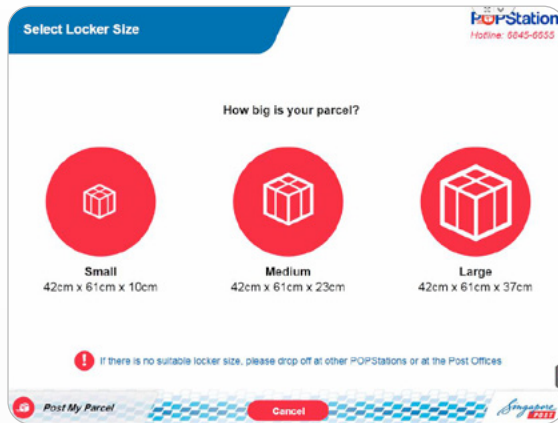 Select Locker Size
POPStation
Hotline: 6845-6655
How big is your parcel?
Small
42cm x 61cm x 10cm
Medium
42cm x 61cm x 23cm
Large
42cm x 61cm x 37cm
If there is no suitable locker size, please drop off at other POPStations or at the Post Offices
Post My Parcel
Cancel
Singapore
POST